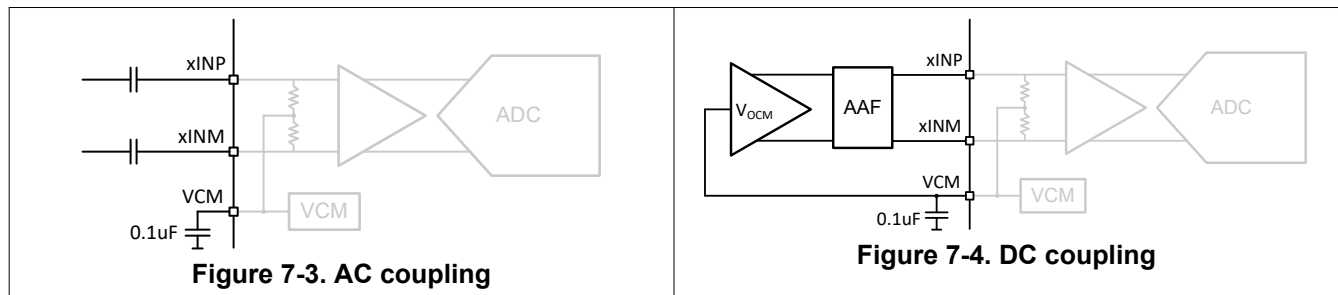 xINP
xINM
VCM
0.1uF
VCM
ADC
Figure 7-3. AC coupling
xINP
xINM
VCM
0.1uF
VOCM
AAF
VCM
ADC
Figure 7-4. DC coupling